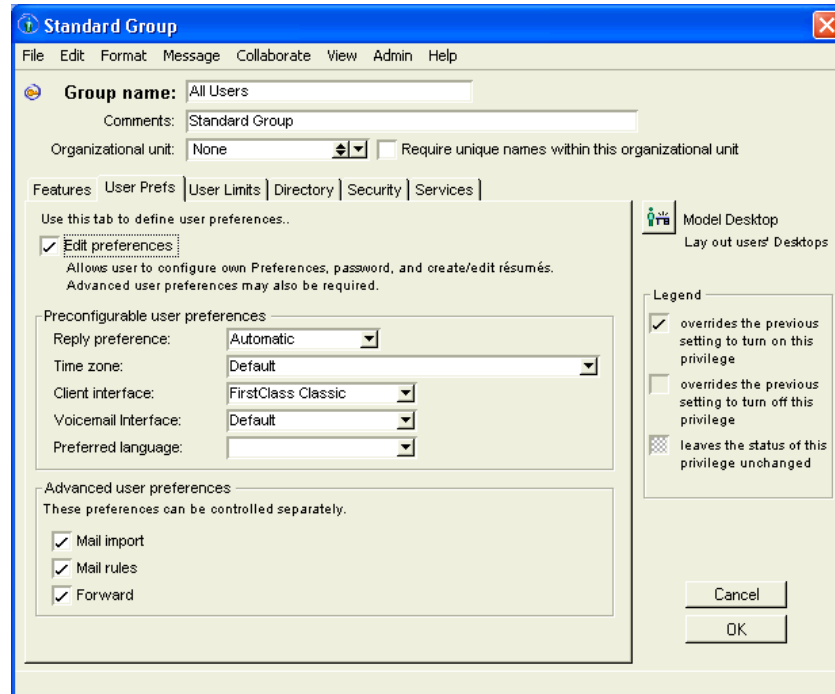 Standard Group
File Edit Format Message Collaborate View Admin Help
Group name: All Users
Comments: Standard Group
Organizational unit: None Require unique names within this organizational unit
Features User Prefs User Limits Directory Security Services
Use this tab to define user preferences..
Edit preferences
Allows user to configure own Preferences, password, and create/edit résumés.
Advanced user preferences may also be required.
Preconfigurable user preferences
Reply preference: Automatic
Time zone: Default
Client interface: FirstClass Classic
Voicemail Interface: Default
Preferred language:
Advanced user preferences
These preferences can be controlled separately.
Mail import
Mail rules
Forward
Model Desktop
Lay out users' Desktops
Legend
overrides the previous
setting to turn on this
privilege
overrides the previous
setting to turn off this
privilege
leaves the status of this
privilege unchanged
Cancel
OK